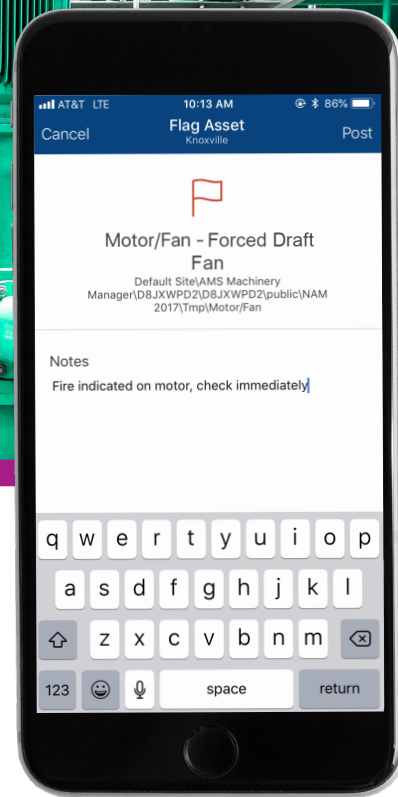 AT&T LTE 10:13 AM 86%
Cancel Flag Asset Post
Knoxville
Motor/Fan - Forced Draft
Fan
Default Site\AMS Machinery
Manager\D8JXWPD2\D8JXWPD2\public\NAM
2017\Tmp\Motor/Fan
Notes
Fire indicated on motor, check immediately
q w e r t y u i o p
a s d f g h j k l
z x c v b n m
123 space return